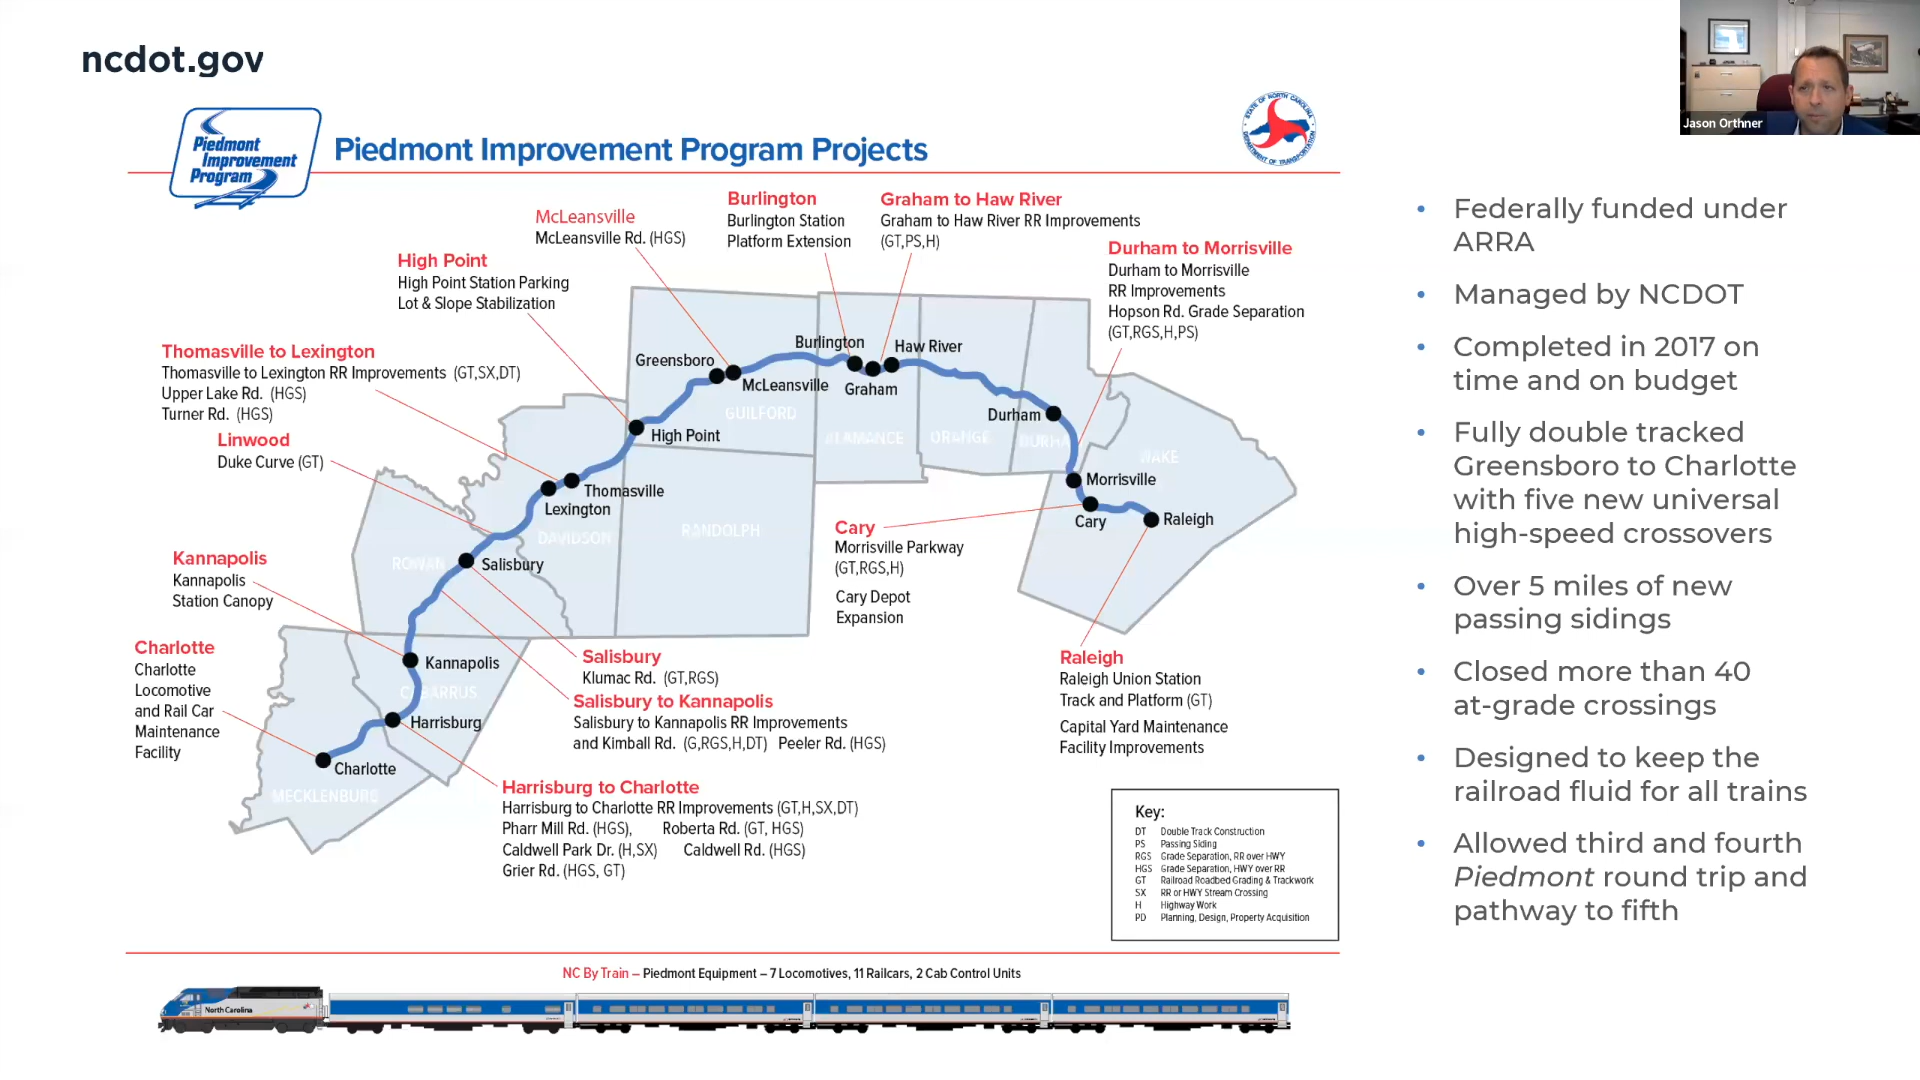 ncdot.gov
Jason Orthner
Piedmont
Improvement
Program
Piedmont Improvement Program Projects
STATE OF NORTH CAROLINA
DEPARTMENT OF TRANSPORTATION
McLeansville
McLeansville Rd. (HGS)
Burlington
Burlington Station
Platform Extension
Graham to Haw River
Graham to Haw River RR Improvements
(GT,PS,H)
Durham to Morrisville
Durham to Morrisville
RR Improvements
Hopson Rd. Grade Separation
(GT,RGS,H,PS)
High Point
High Point Station Parking
Lot & Slope Stabilization
Thomasville to Lexington
Thomasville to Lexington RR Improvements (GT,SX,DT)
Upper Lake Rd. (HGS)
Turner Rd. (HGS)
Linwood
Duke Curve (GT)
Kannapolis
Kannapolis
Station Canopy
Charlotte
Charlotte
Locomotive
and Rail Car
Maintenance
Facility
Greensboro
McLeansville
Burlington
Graham
Haw River
Durham
High Point
Thomasville
Lexington
Salisbury
Kannapolis
Harrisburg
Charlotte
Morrisville
Cary
Raleigh
GUILFORD
ALAMANCE
ORANGE
DURHAM
WAKE
RANDOLPH
DAVIDSON
ROWAN
CABARRUS
MECKLENBURG
Cary
Morrisville Parkway
(GT,RGS,H)
Cary Depot
Expansion
Salisbury
Klumac Rd. (GT,RGS)
Salisbury to Kannapolis
Salisbury to Kannapolis RR Improvements
and Kimball Rd. (G,RGS,H,DT) Peeler Rd. (HGS)
Harrisburg to Charlotte
Harrisburg to Charlotte RR Improvements (GT,H,SX,DT)
Pharr Mill Rd. (HGS), Roberta Rd. (GT, HGS)
Caldwell Park Dr. (H,SX) Caldwell Rd. (HGS)
Grier Rd. (HGS, GT)
Raleigh
Raleigh Union Station
Track and Platform (GT)
Capital Yard Maintenance
Facility Improvements
Key:
DT Double Track Construction
PS Passing Siding
RGS Grade Separation, RR over HWY
HGS Grade Separation, HWY over RR
GT Railroad Roadbed Grading & Trackwork
SX RR or HWY Stream Crossing
H Highway Work
PD Planning, Design, Property Acquisition
NC By Train – Piedmont Equipment – 7 Locomotives, 11 Railcars, 2 Cab Control Units
North Carolina
• Federally funded under
ARRA
• Managed by NCDOT
• Completed in 2017 on
time and on budget
• Fully double tracked
Greensboro to Charlotte
with five new universal
high-speed crossovers
• Over 5 miles of new
passing sidings
• Closed more than 40
at-grade crossings
• Designed to keep the
railroad fluid for all trains
• Allowed third and fourth
Piedmont round trip and
pathway to fifth